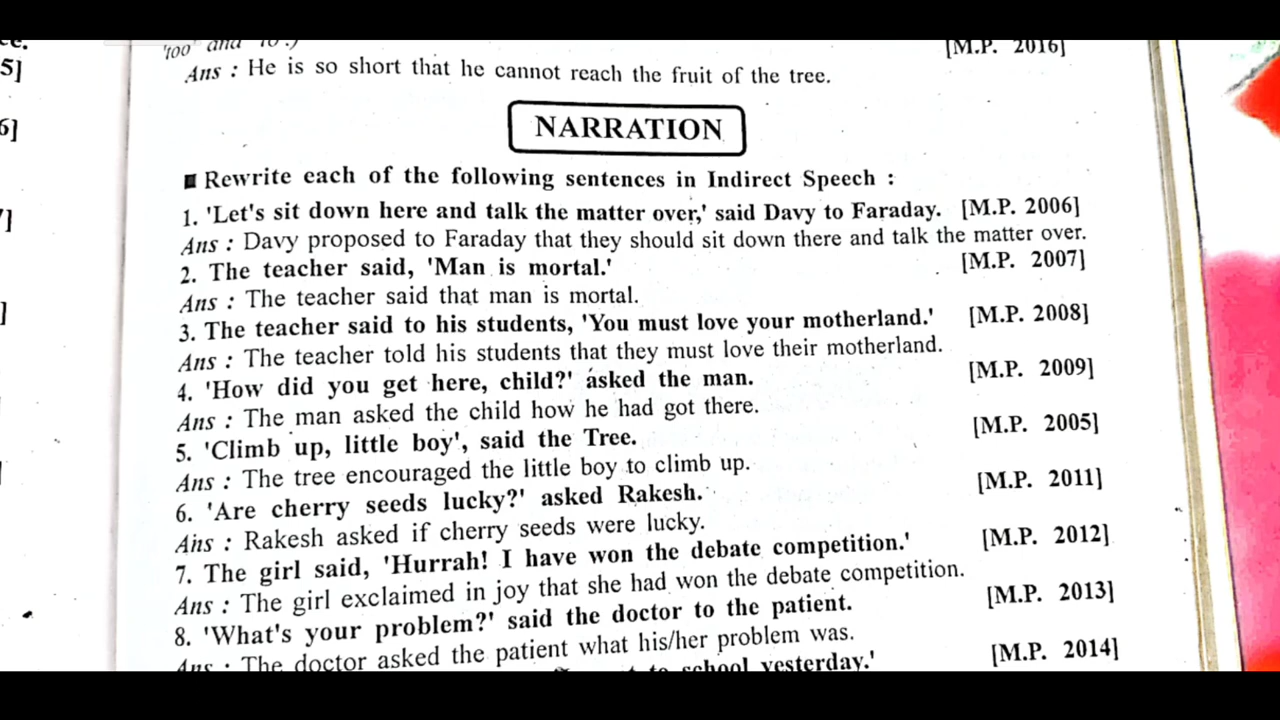 'too' and 'to'.)
[M.P. 2016]
5]
Ans : He is so short that he cannot reach the fruit of the tree.
6]
NARRATION
■ Rewrite each of the following sentences in Indirect Speech :
1. 'Let's sit down here and talk the matter over,' said Davy to Faraday. [M.P. 2006]
Ans : Davy proposed to Faraday that they should sit down there and talk the matter over.
2. The teacher said, 'Man is mortal.' [M.P. 2007]
Ans : The teacher said that man is mortal.
3. The teacher said to his students, 'You must love your motherland.' [M.P. 2008]
Ans : The teacher told his students that they must love their motherland.
4. 'How did you get here, child?' asked the man. [M.P. 2009]
Ans : The man asked the child how he had got there.
5. 'Climb up, little boy', said the Tree. [M.P. 2005]
Ans : The tree encouraged the little boy to climb up.
6. 'Are cherry seeds lucky?' asked Rakesh. [M.P. 2011]
Ans : Rakesh asked if cherry seeds were lucky.
7. The girl said, 'Hurrah! I have won the debate competition.' [M.P. 2012]
Ans : The girl exclaimed in joy that she had won the debate competition.
8. 'What's your problem?' said the doctor to the patient. [M.P. 2013]
Ans : The doctor asked the patient what his/her problem was.
to school yesterday.' [M.P. 2014]